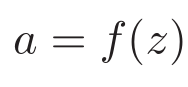 a = f(z)